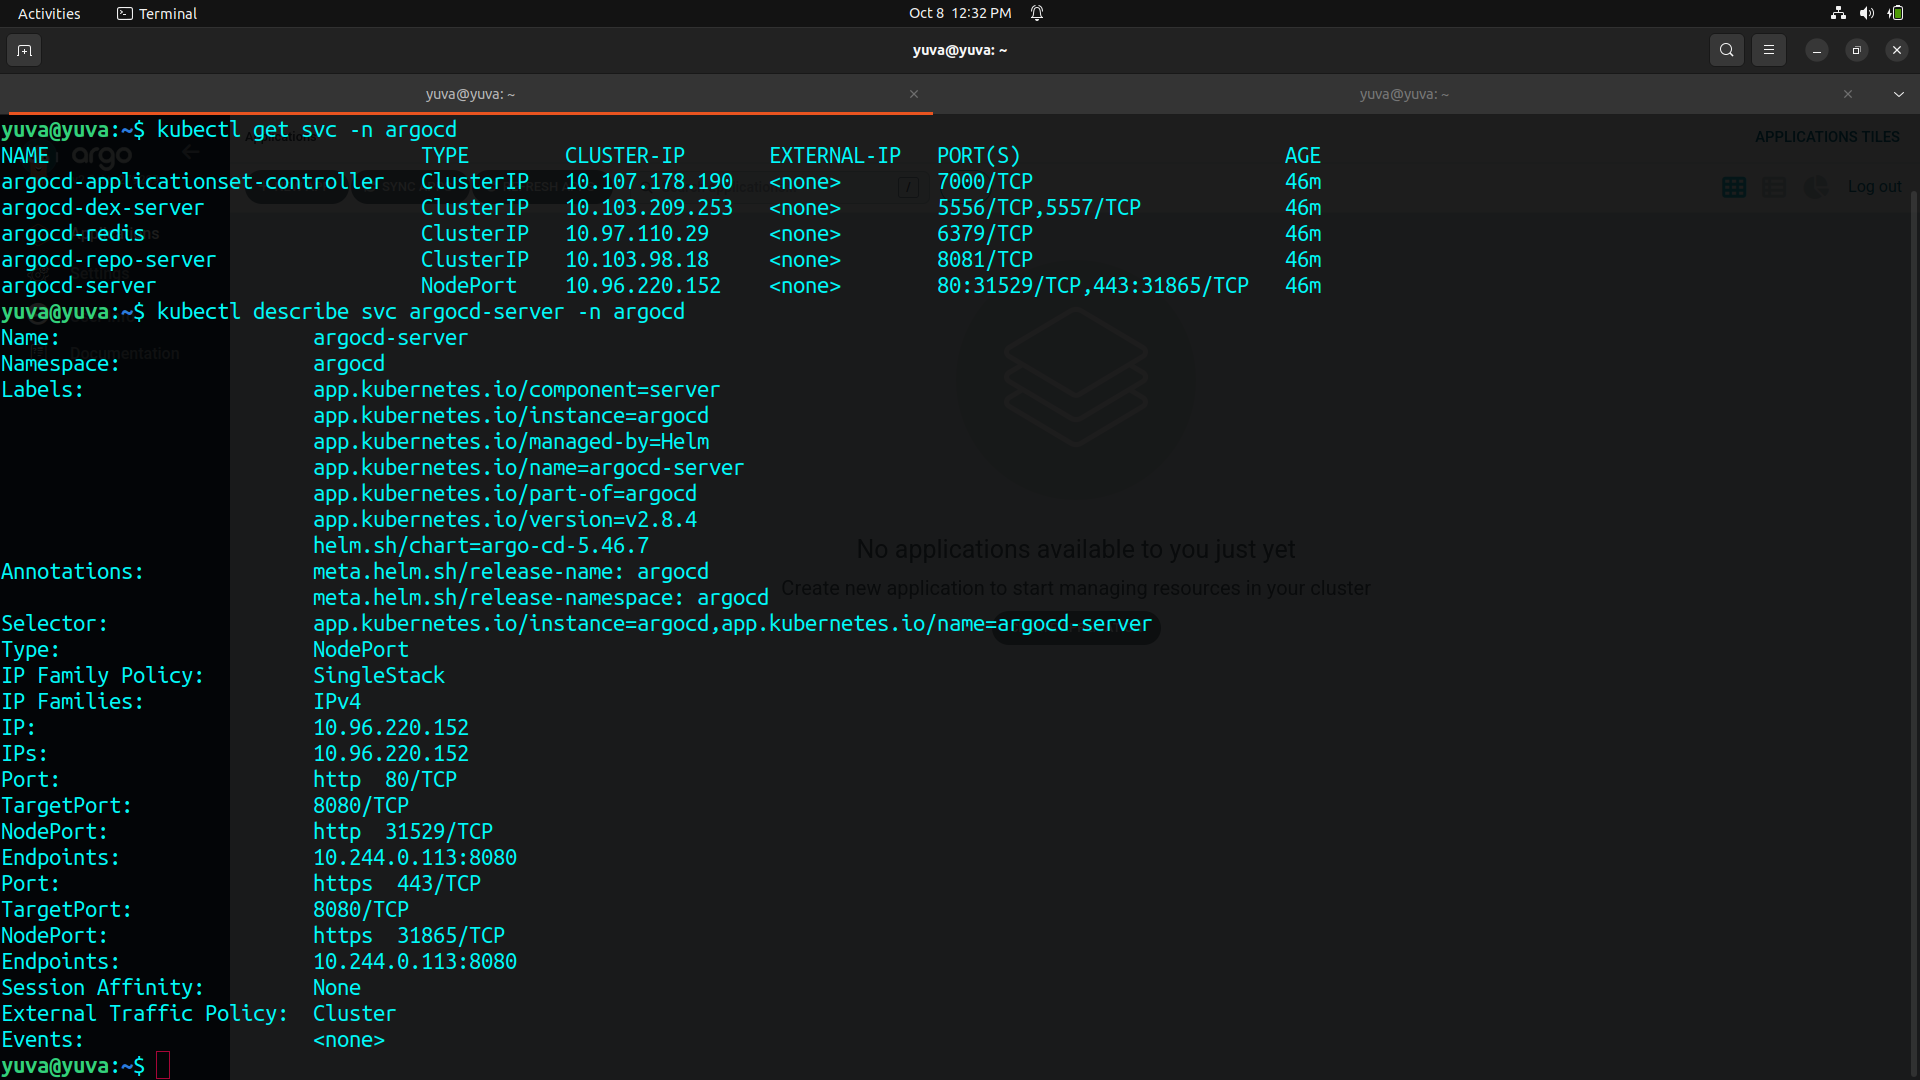 Activities Terminal Oct 8 12:32 PM
yuva@yuva: ~
yuva@yuva: ~ yuva@yuva: ~
yuva@yuva:~$ kubectl get svc -n argocd
APPLICATIONS TILES
NAME TYPE CLUSTER-IP EXTERNAL-IP PORT(S) AGE
argo
argocd-applicationset-controller ClusterIP 10.107.178.190 <none> 7000/TCP 46m
/ Log out
argocd-dex-server ClusterIP 10.103.209.253 <none> 5556/TCP,5557/TCP 46m
argocd-redis ClusterIP 10.97.110.29 <none> 6379/TCP 46m
argocd-repo-server ClusterIP 10.103.98.18 <none> 8081/TCP 46m
argocd-server NodePort 10.96.220.152 <none> 80:31529/TCP,443:31865/TCP 46m
yuva@yuva:~$ kubectl describe svc argocd-server -n argocd
Name: argocd-server
Documentation
Namespace: argocd
Labels: app.kubernetes.io/component=server
app.kubernetes.io/instance=argocd
app.kubernetes.io/managed-by=Helm
app.kubernetes.io/name=argocd-server
app.kubernetes.io/part-of=argocd
app.kubernetes.io/version=v2.8.4
helm.sh/chart=argo-cd-5.46.7
No applications available to you just yet
Annotations: meta.helm.sh/release-name: argocd
Create new application to start managing resources in your cluster
meta.helm.sh/release-namespace: argocd
Selector: app.kubernetes.io/instance=argocd,app.kubernetes.io/name=argocd-server
Type: NodePort
IP Family Policy: SingleStack
IP Families: IPv4
IP: 10.96.220.152
IPs: 10.96.220.152
Port: http 80/TCP
TargetPort: 8080/TCP
NodePort: http 31529/TCP
Endpoints: 10.244.0.113:8080
Port: https 443/TCP
TargetPort: 8080/TCP
NodePort: https 31865/TCP
Endpoints: 10.244.0.113:8080
Session Affinity: None
External Traffic Policy: Cluster
Events: <none>
yuva@yuva:~$